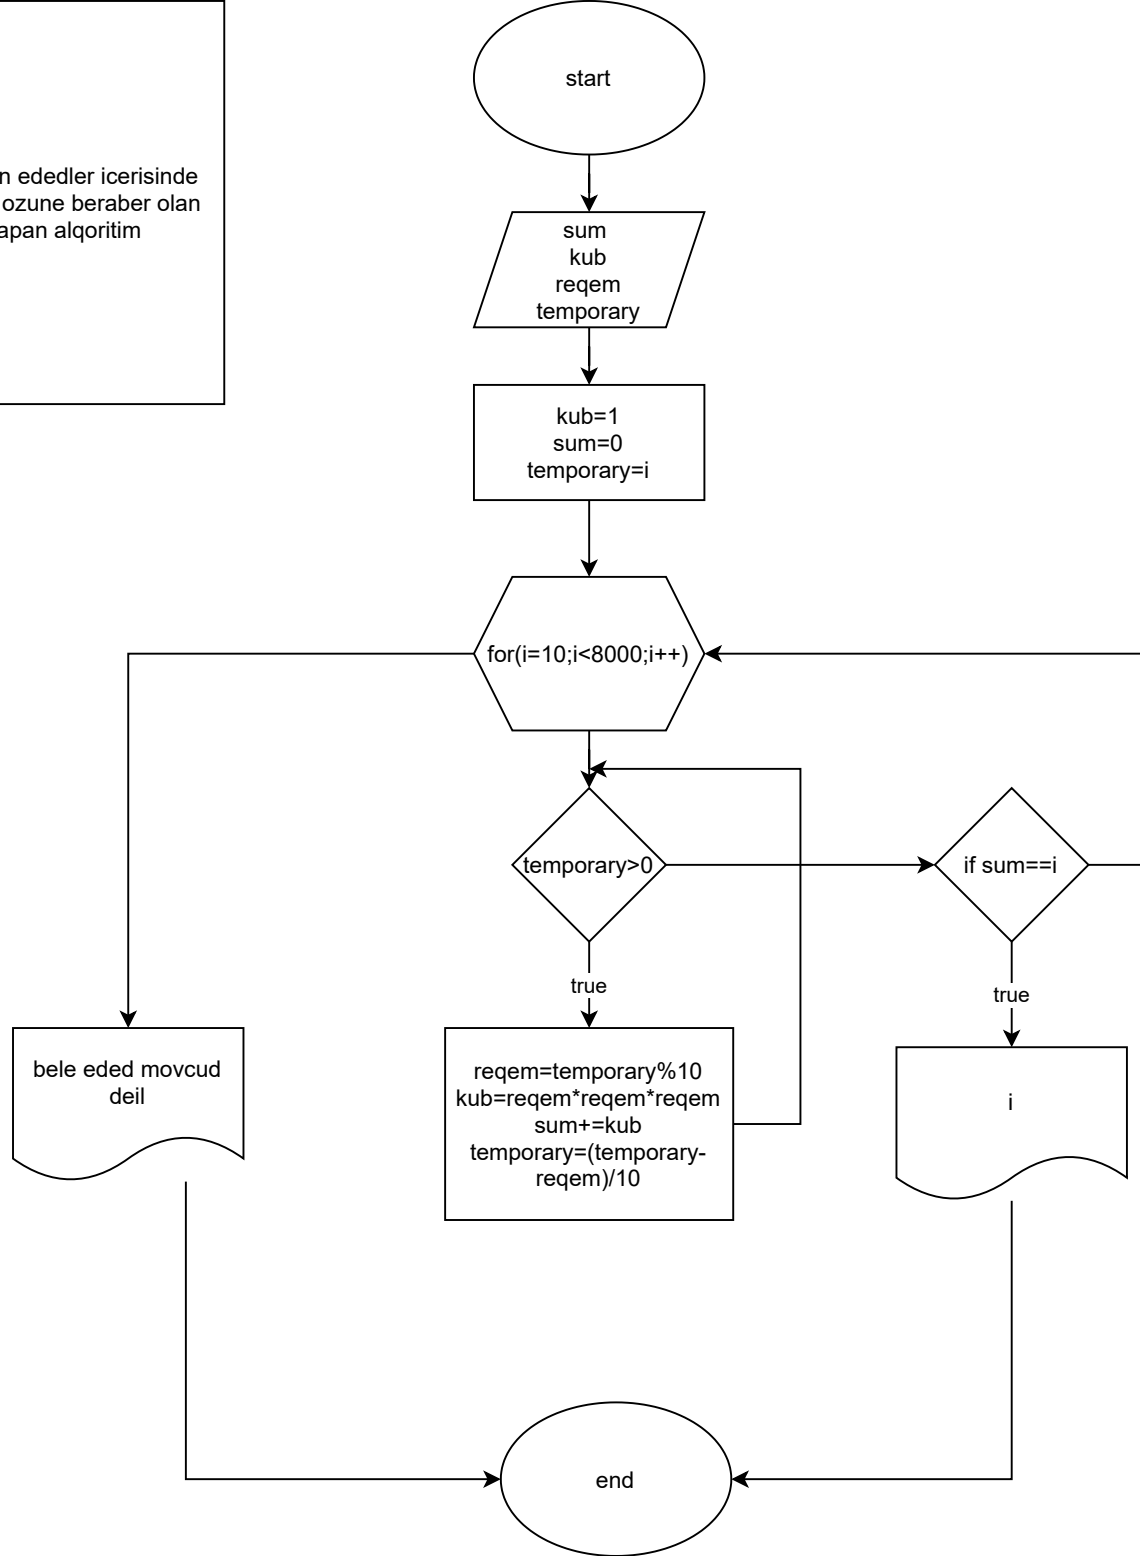 n ededler icerisinde
ozune beraber olan
apan alqoritim
start
sum
kub
reqem
temporary
kub=1
sum=0
temporary=i
for(i=10;i<8000;i++)
temporary>0
if sum==i
true
true
bele eded movcud
deil
reqem=temporary%10
kub=reqem*reqem*reqem
sum+=kub
temporary=(temporary-
reqem)/10
i
end